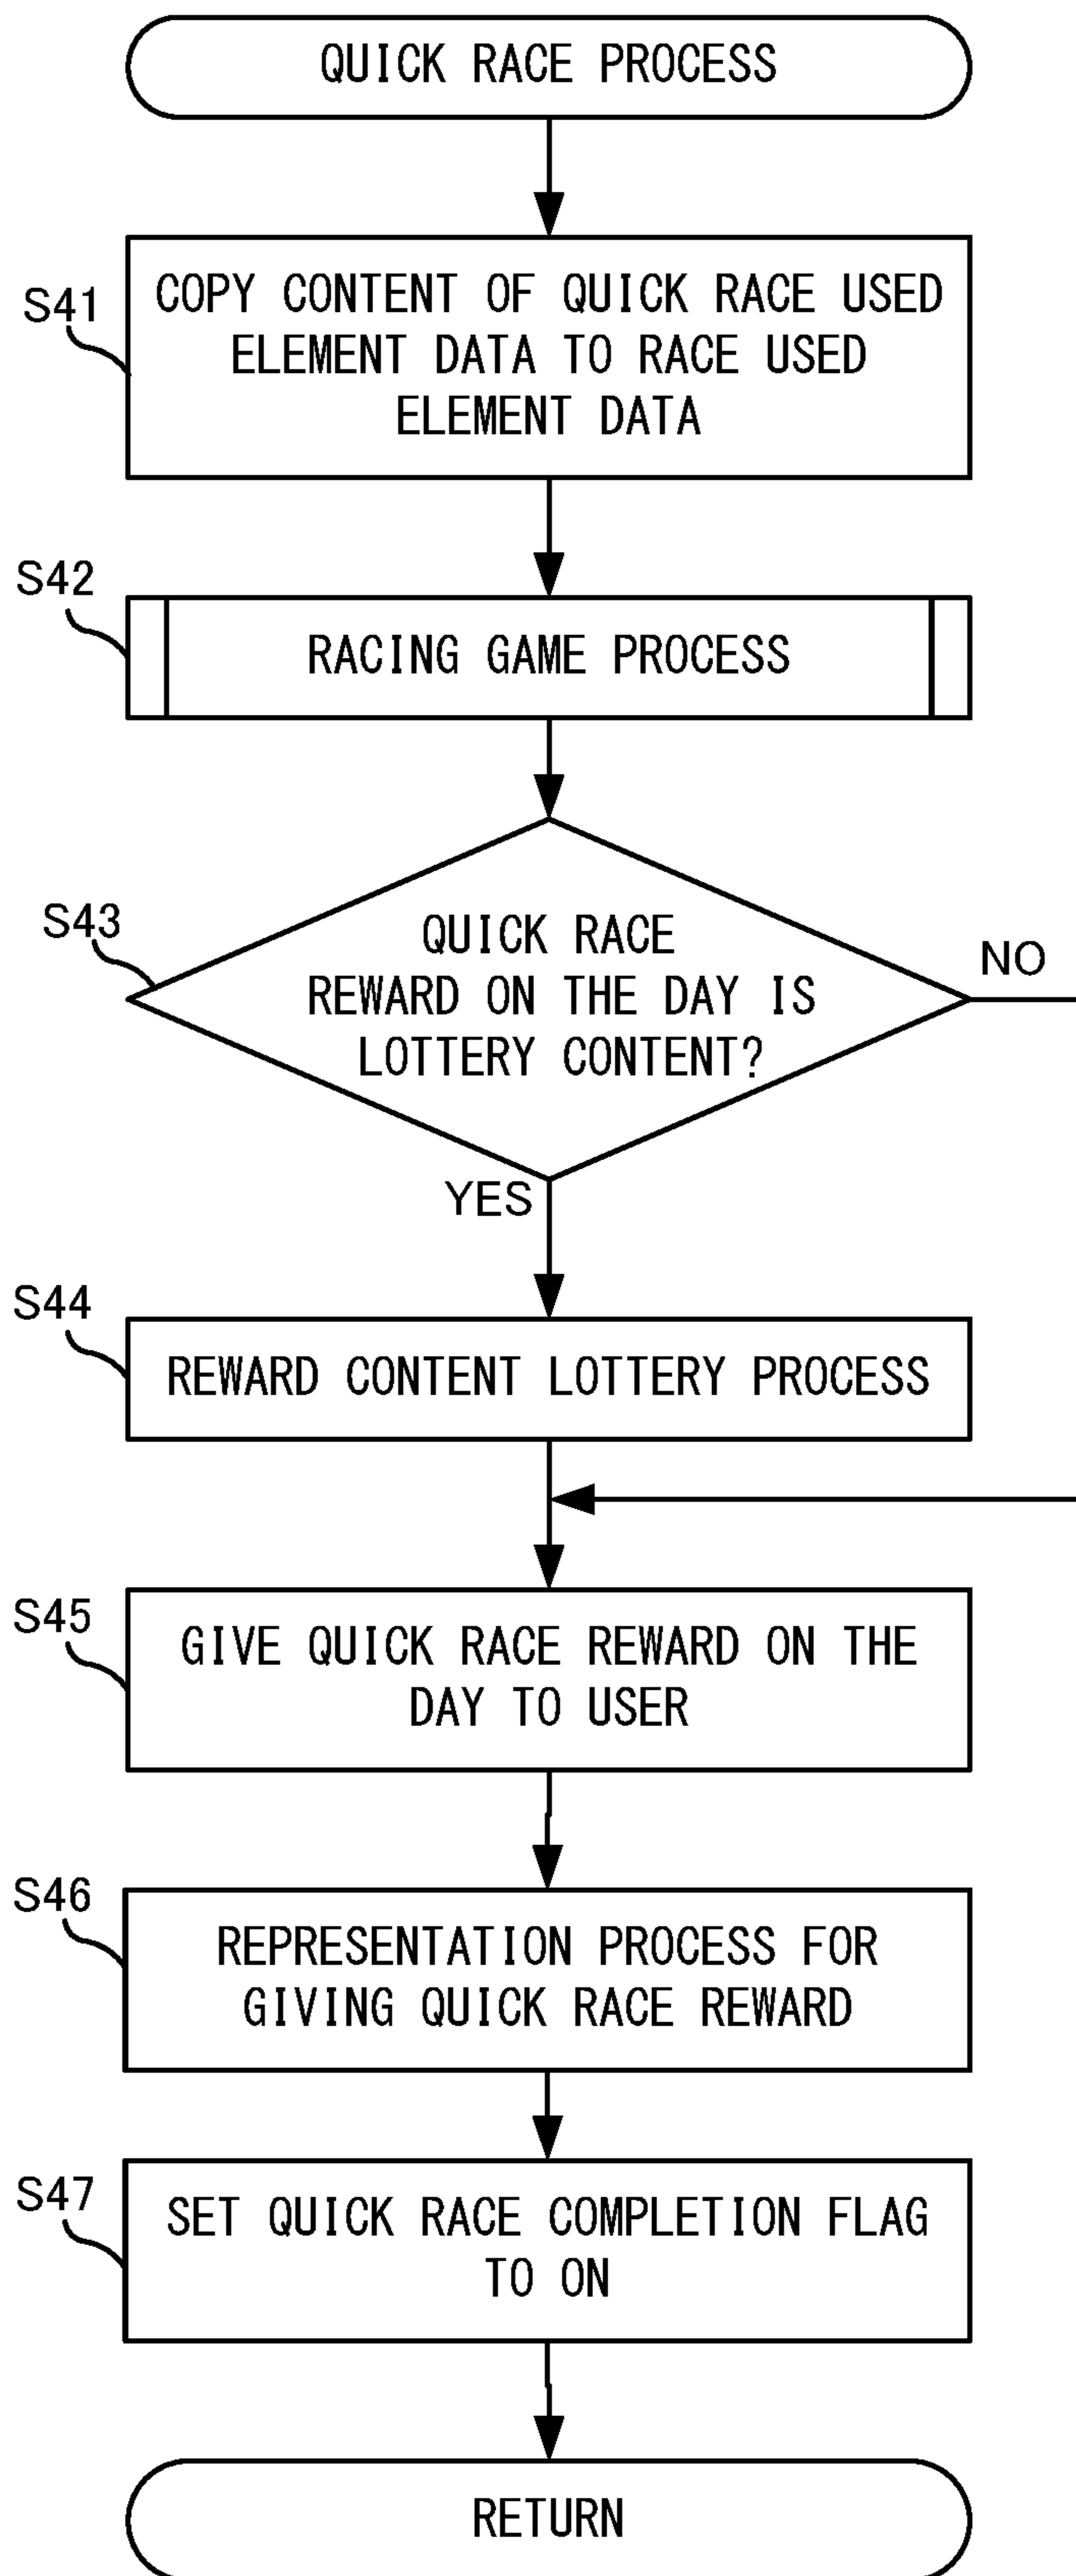 QUICK RACE PROCESS
S41
COPY CONTENT OF QUICK RACE USED
ELEMENT DATA TO RACE USED
ELEMENT DATA
S42
RACING GAME PROCESS
S43
QUICK RACE
REWARD ON THE DAY IS
LOTTERY CONTENT?
NO
YES
S44
REWARD CONTENT LOTTERY PROCESS
S45
GIVE QUICK RACE REWARD ON THE
DAY TO USER
S46
REPRESENTATION PROCESS FOR
GIVING QUICK RACE REWARD
S47
SET QUICK RACE COMPLETION FLAG
TO ON
RETURN